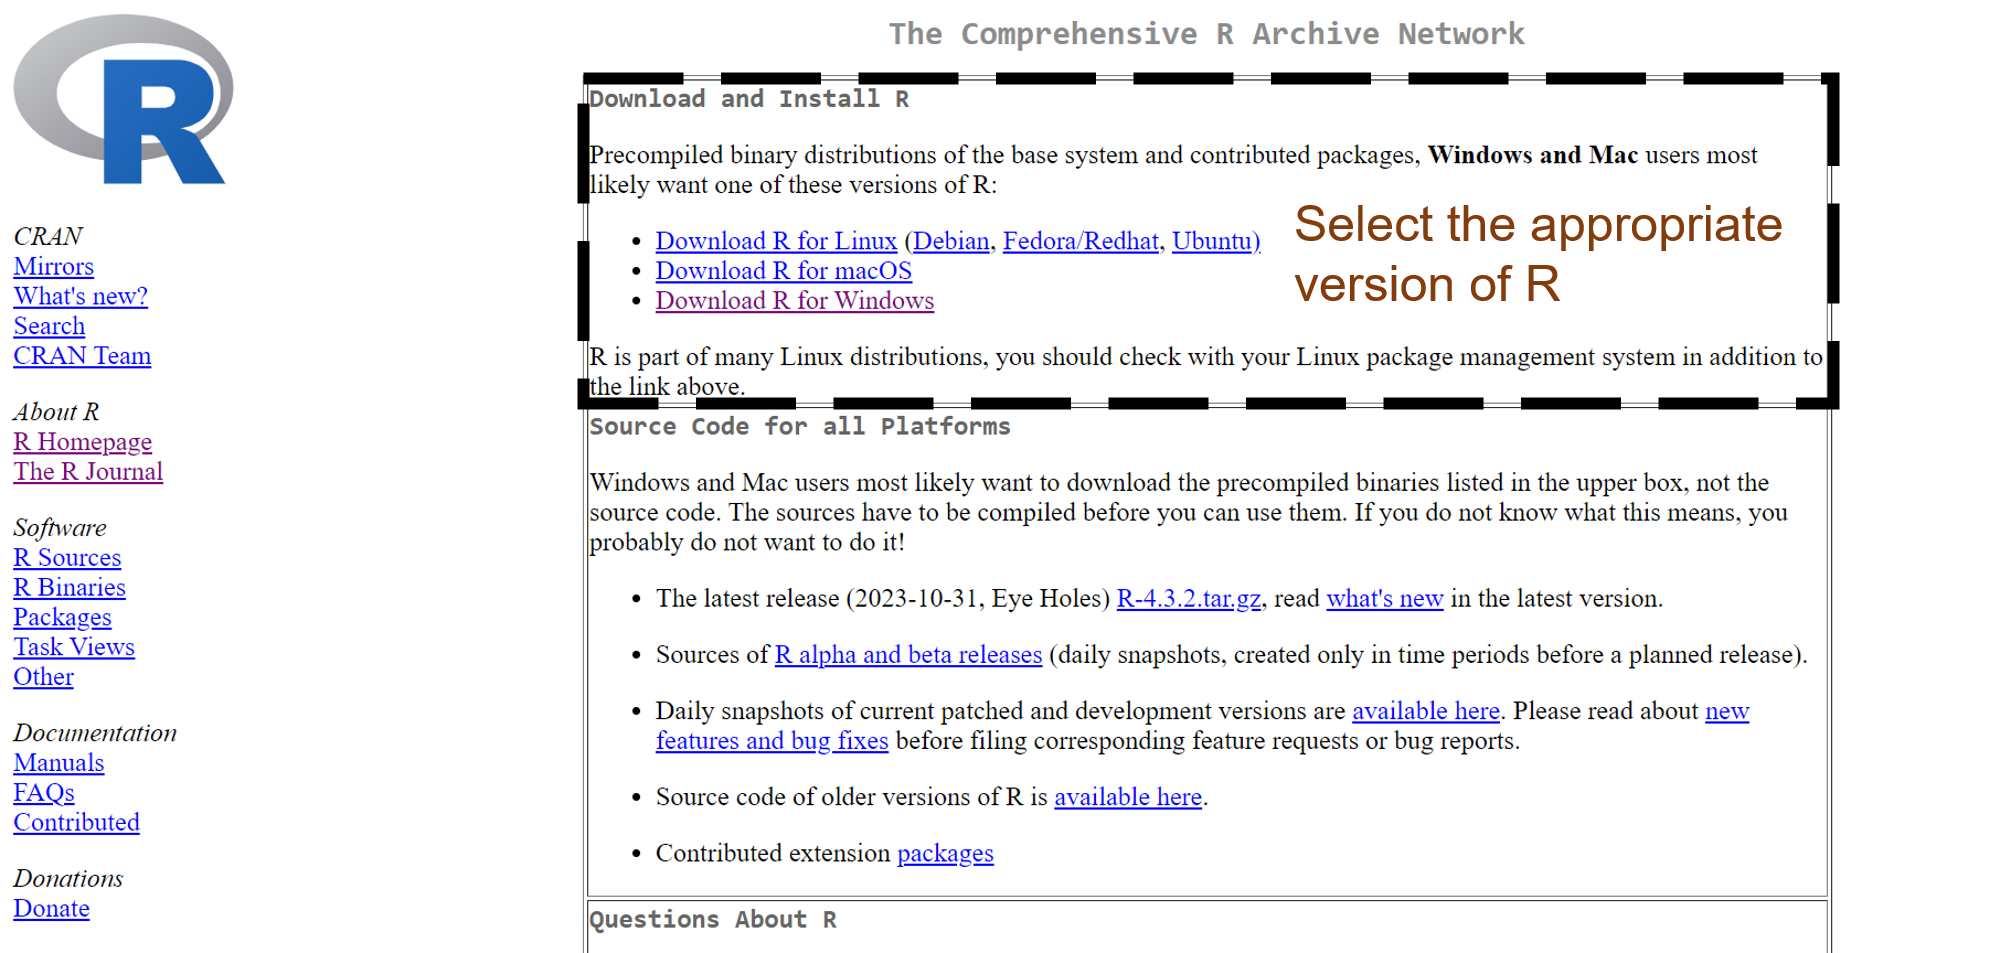 The Comprehensive R Archive Network
R
CRAN
Mirrors
What's new?
Search
CRAN Team
About R
R Homepage
The R Journal
Software
R Sources
R Binaries
Packages
Task Views
Other
Documentation
Manuals
FAQs
Contributed
Donations
Donate
Download and Install R
Precompiled binary distributions of the base system and contributed packages, Windows and Mac users most
likely want one of these versions of R:
• Download R for Linux (Debian, Fedora/Redhat, Ubuntu)
• Download R for macOS
• Download R for Windows
Select the appropriate
version of R
R is part of many Linux distributions, you should check with your Linux package management system in addition to
the link above.
Source Code for all Platforms
Windows and Mac users most likely want to download the precompiled binaries listed in the upper box, not the
source code. The sources have to be compiled before you can use them. If you do not know what this means, you
probably do not want to do it!
• The latest release (2023-10-31, Eye Holes) R-4.3.2.tar.gz, read what's new in the latest version.
• Sources of R alpha and beta releases (daily snapshots, created only in time periods before a planned release).
• Daily snapshots of current patched and development versions are available here. Please read about new
features and bug fixes before filing corresponding feature requests or bug reports.
• Source code of older versions of R is available here.
• Contributed extension packages
Questions About R